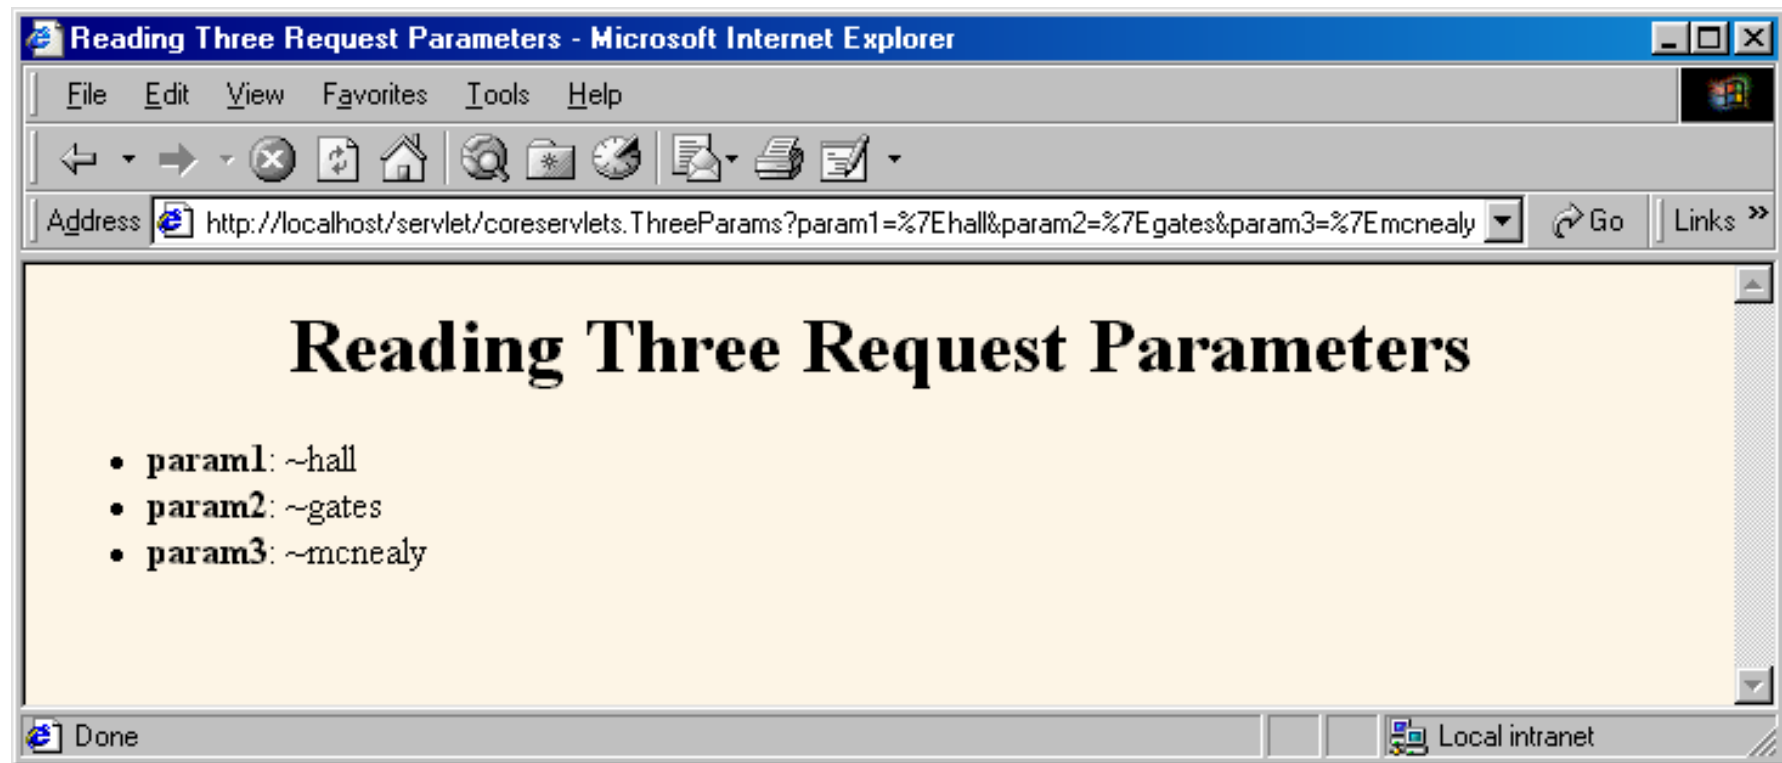 Reading Three Request Parameters - Microsoft Internet Explorer
File Edit View Favorites Tools Help
Address http://localhost/servlet/coreservlets.ThreeParams?param1=%7Ehall&param2=%7Egates&param3=%7Emcnealy Go Links »
Reading Three Request Parameters
• param1: ~hall
• param2: ~gates
• param3: ~mcnealy
Done Local intranet